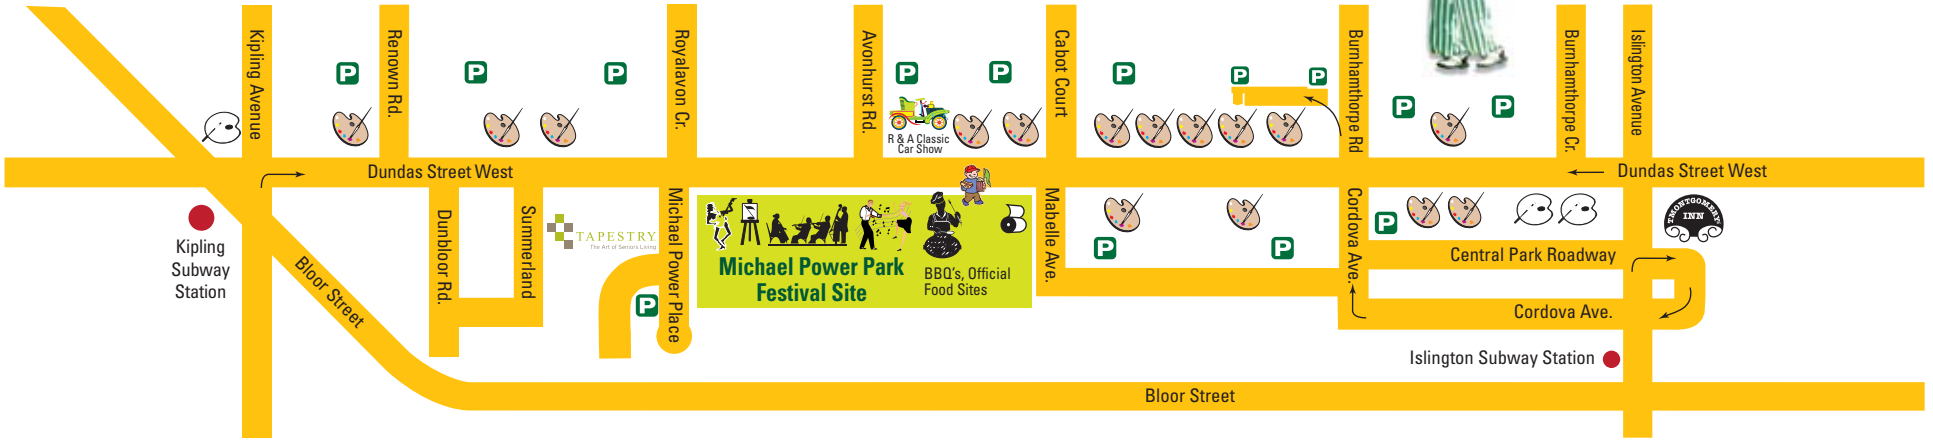 Kipling Avenue
Renown Rd.
Royalavon Cr.
Avonhurst Rd.
Cabot Court
Burnhamthorpe Rd
Burnhamthorpe Cr.
Islington Avenue
P
P
P
P
P
P
P
P
P
P
R & A Classic
Car Show
Dundas Street West
Dundas Street West
Kipling
Subway
Station
Bloor Street
Dunbloor Rd.
Summerland
TAPESTRY
The Art of Seniors Living
P
Michael Power Place
Michael Power Park
Festival Site
BBQ's, Official
Food Sites
Mabelle Ave.
P
P
Cordova Ave.
P
MONTGOMERY'S
INN
Central Park Roadway
Cordova Ave.
Islington Subway Station
Bloor Street